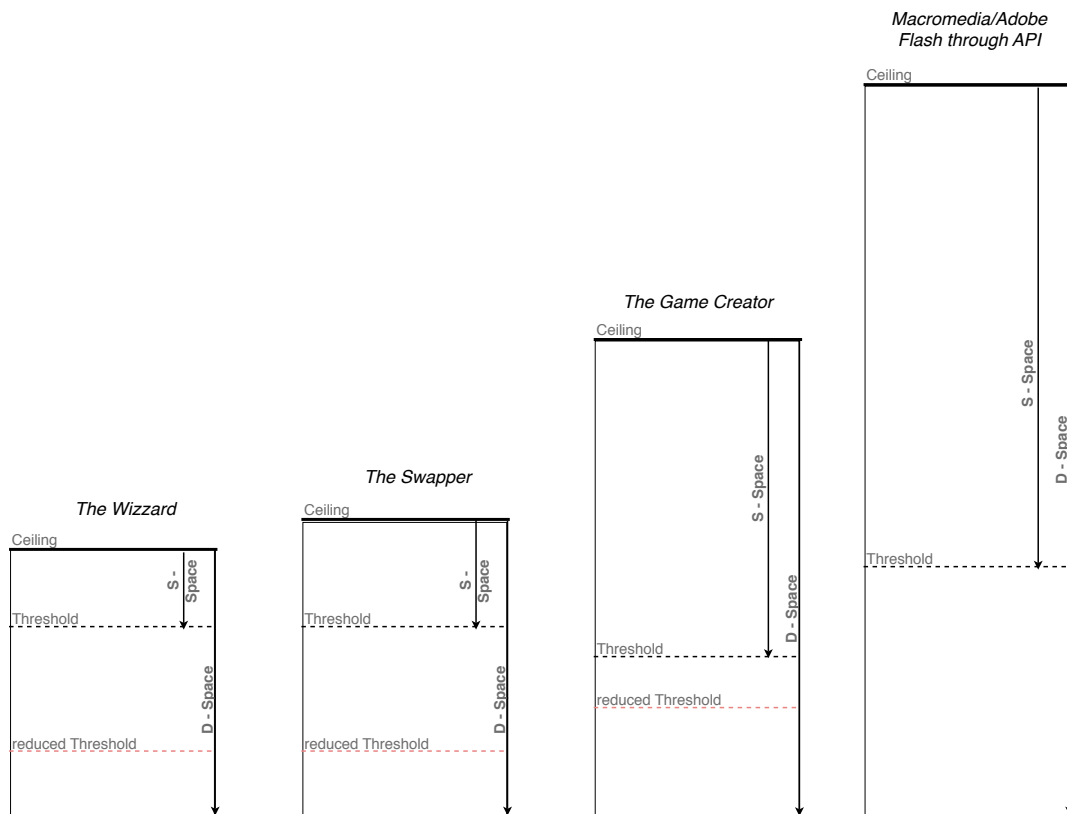 Macromedia/Adobe
Flash through API
Ceiling
S - Space
D - Space
Threshold
The Game Creator
Ceiling
S - Space
D - Space
Threshold
reduced Threshold
The Swapper
Ceiling
S -
Space
Threshold
D - Space
reduced Threshold
The Wizzard
Ceiling
S -
Space
Threshold
D - Space
reduced Threshold